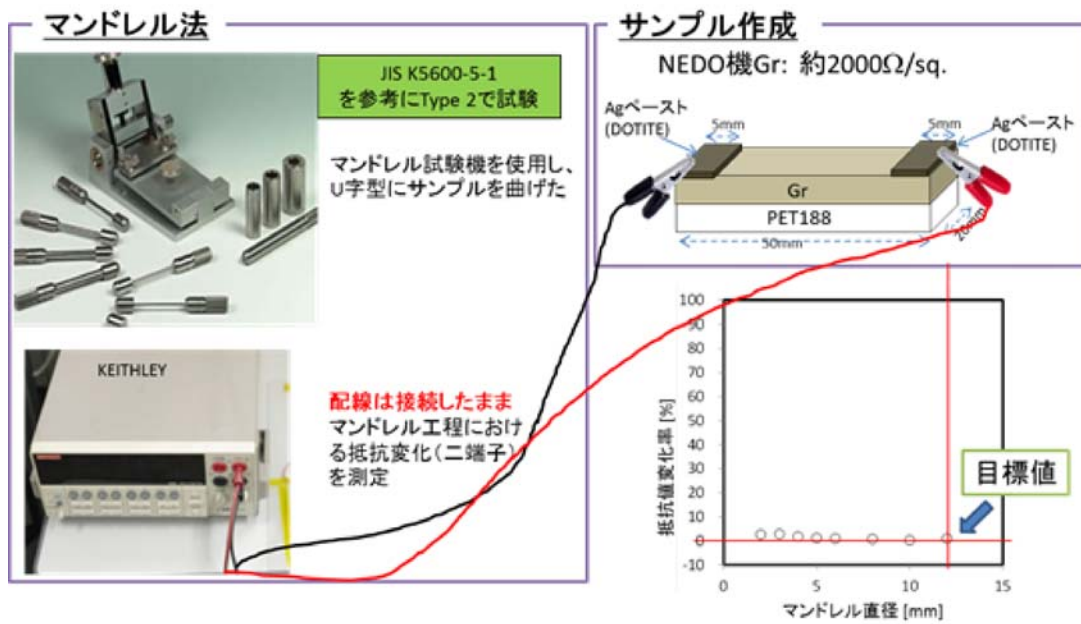 マンドレル法
JIS K5600-5-1
を参考にType 2で試験
マンドレル試験機を使用し、
U字型にサンプルを曲げた
KEITHLEY
配線は接続したまま
マンドレル工程におけ
る抵抗変化(二端子)
を測定
サンプル作成
NEDO機Gr: 約2000Ω/sq.
Agペースト
(DOTITE)
5mm
5mm
Agペースト
(DOTITE)
Gr
PET188
50mm
20mm
抵抗値変化率 [%]
100
90
80
70
60
50
40
30
20
10
0
-10
0
5
10
15
マンドレル直径 [mm]
目標値